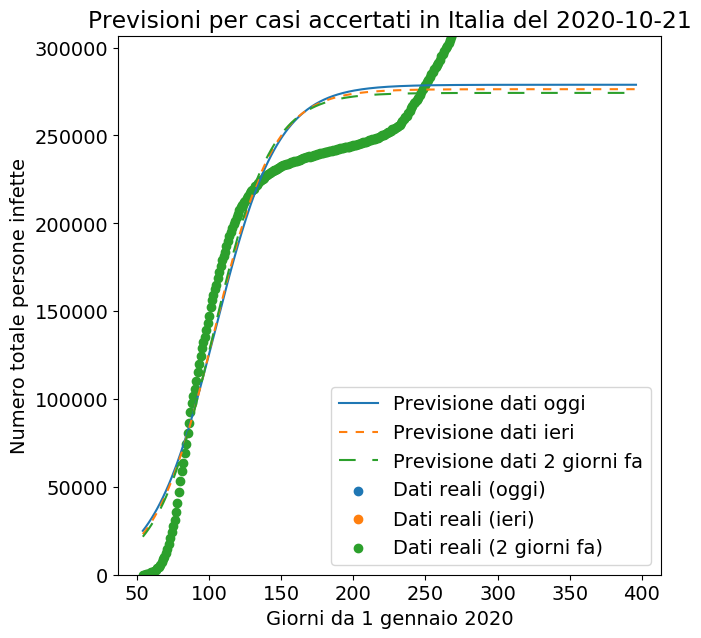 Previsioni per casi accertati in Italia del 2020-10-21
Numero totale persone infette
300000
250000
200000
150000
100000
50000
0
50
100
150
200
250
300
350
400
Giorni da 1 gennaio 2020
Previsione dati oggi
Previsione dati ieri
Previsione dati 2 giorni fa
Dati reali (oggi)
Dati reali (ieri)
Dati reali (2 giorni fa)